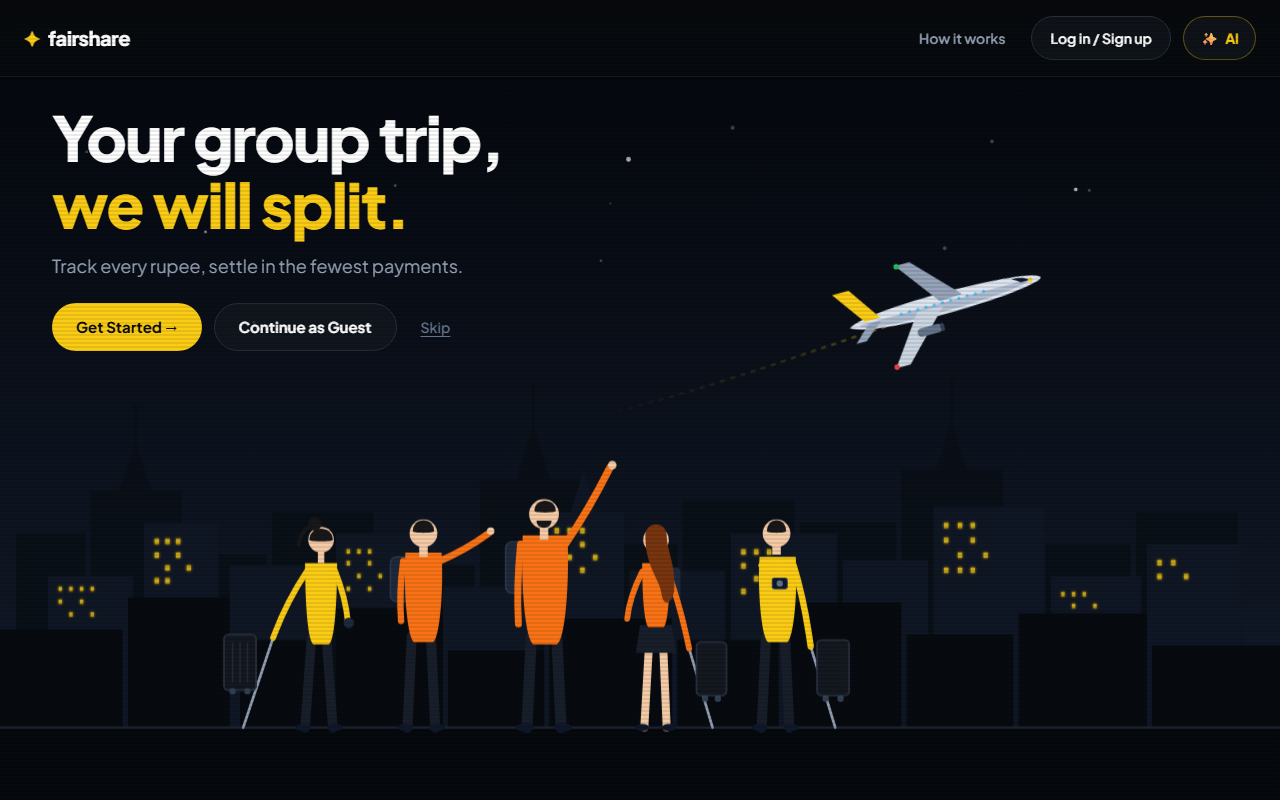 fairshare
How it works
Log in / Sign up
✨ AI
Your group trip,
we will split.
Track every rupee, settle in the fewest payments.
Get Started →
Continue as Guest
Skip